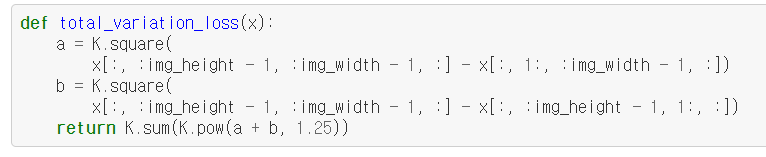 def total_variation_loss(x):
    a = K.square(
        x[:, :img_height - 1, :img_width - 1, :] - x[:, 1:, :img_width - 1, :])
    b = K.square(
        x[:, :img_height - 1, :img_width - 1, :] - x[:, :img_height - 1, 1:, :])
    return K.sum(K.pow(a + b, 1.25))